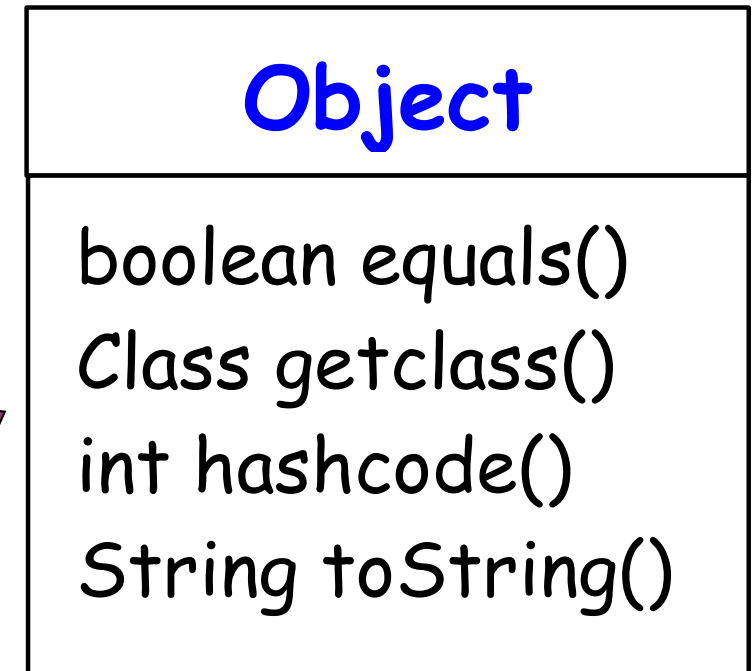 Object
boolean equals()
Class getclass()
int hashcode()
String toString()